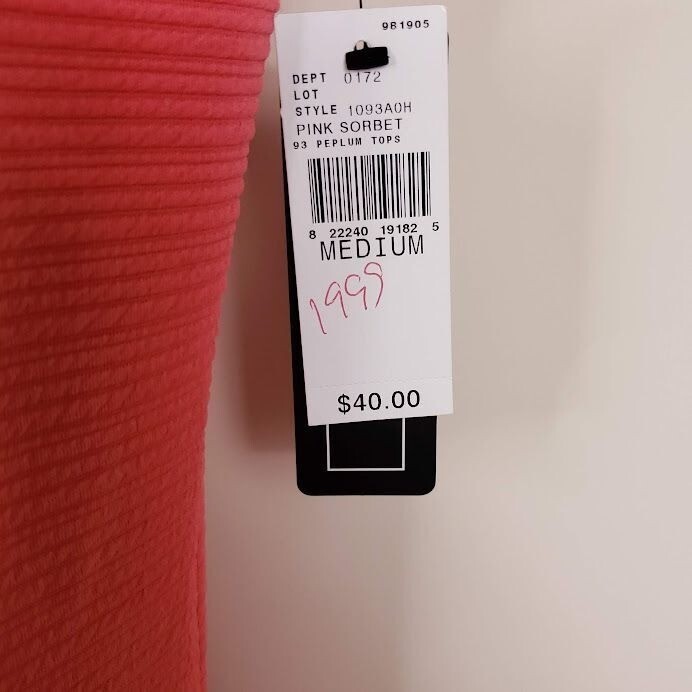 9B1905
DEPT 0172
LOT
STYLE 1093A0H
PINK SORBET
93 PEPLUM TOPS
8 22240 19182 5
MEDIUM
1999
$40.00